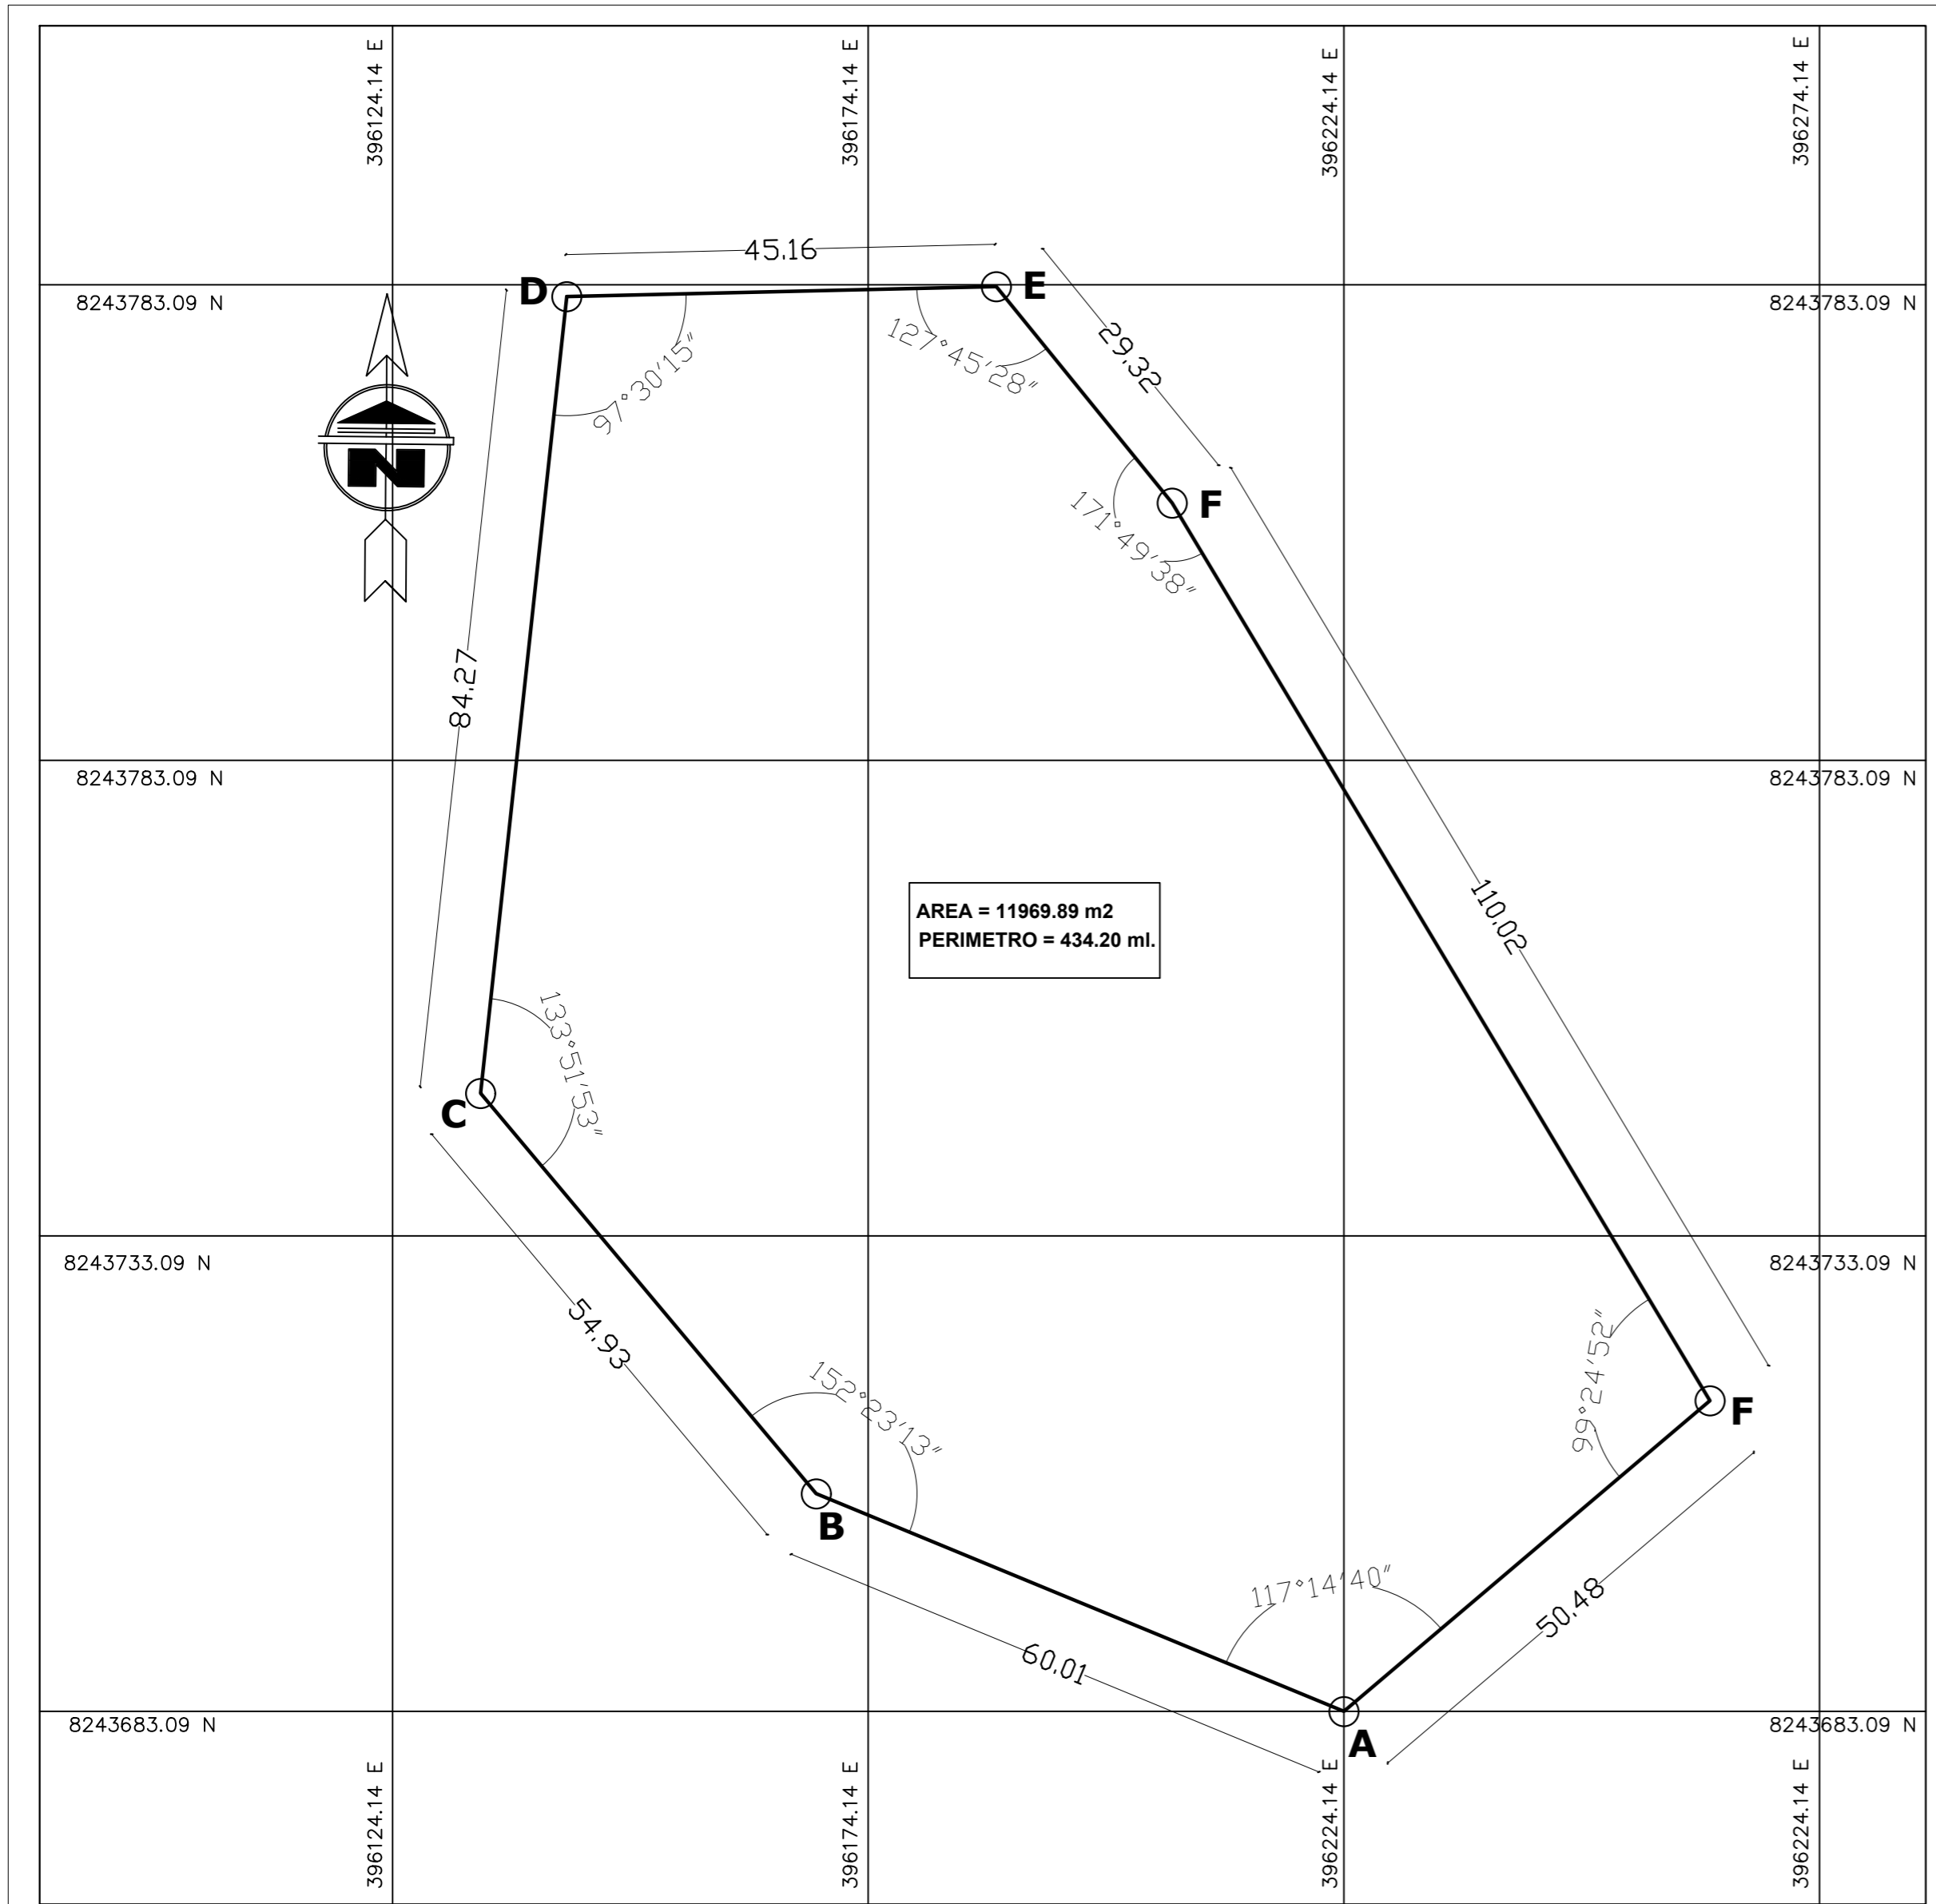 396124.14 E
396174.14 E
396224.14 E
396274.14 E
45.16
D
E
8243783.09 N
8243783.09 N
29.32
127°45'28"
97°30'15"
N
F
171°49'38"
84.27
8243783.09 N
8243783.09 N
110.02
AREA = 11969.89 m2
PERIMETRO = 434.20 ml.
133°51'53"
C
8243733.09 N
8243733.09 N
54.93
99°24'52"
152°23'13"
F
B
117°14'40"
50.48
60.01
8243683.09 N
8243683.09 N
A
396124.14 E
396174.14 E
396224.14 E
396224.14 E